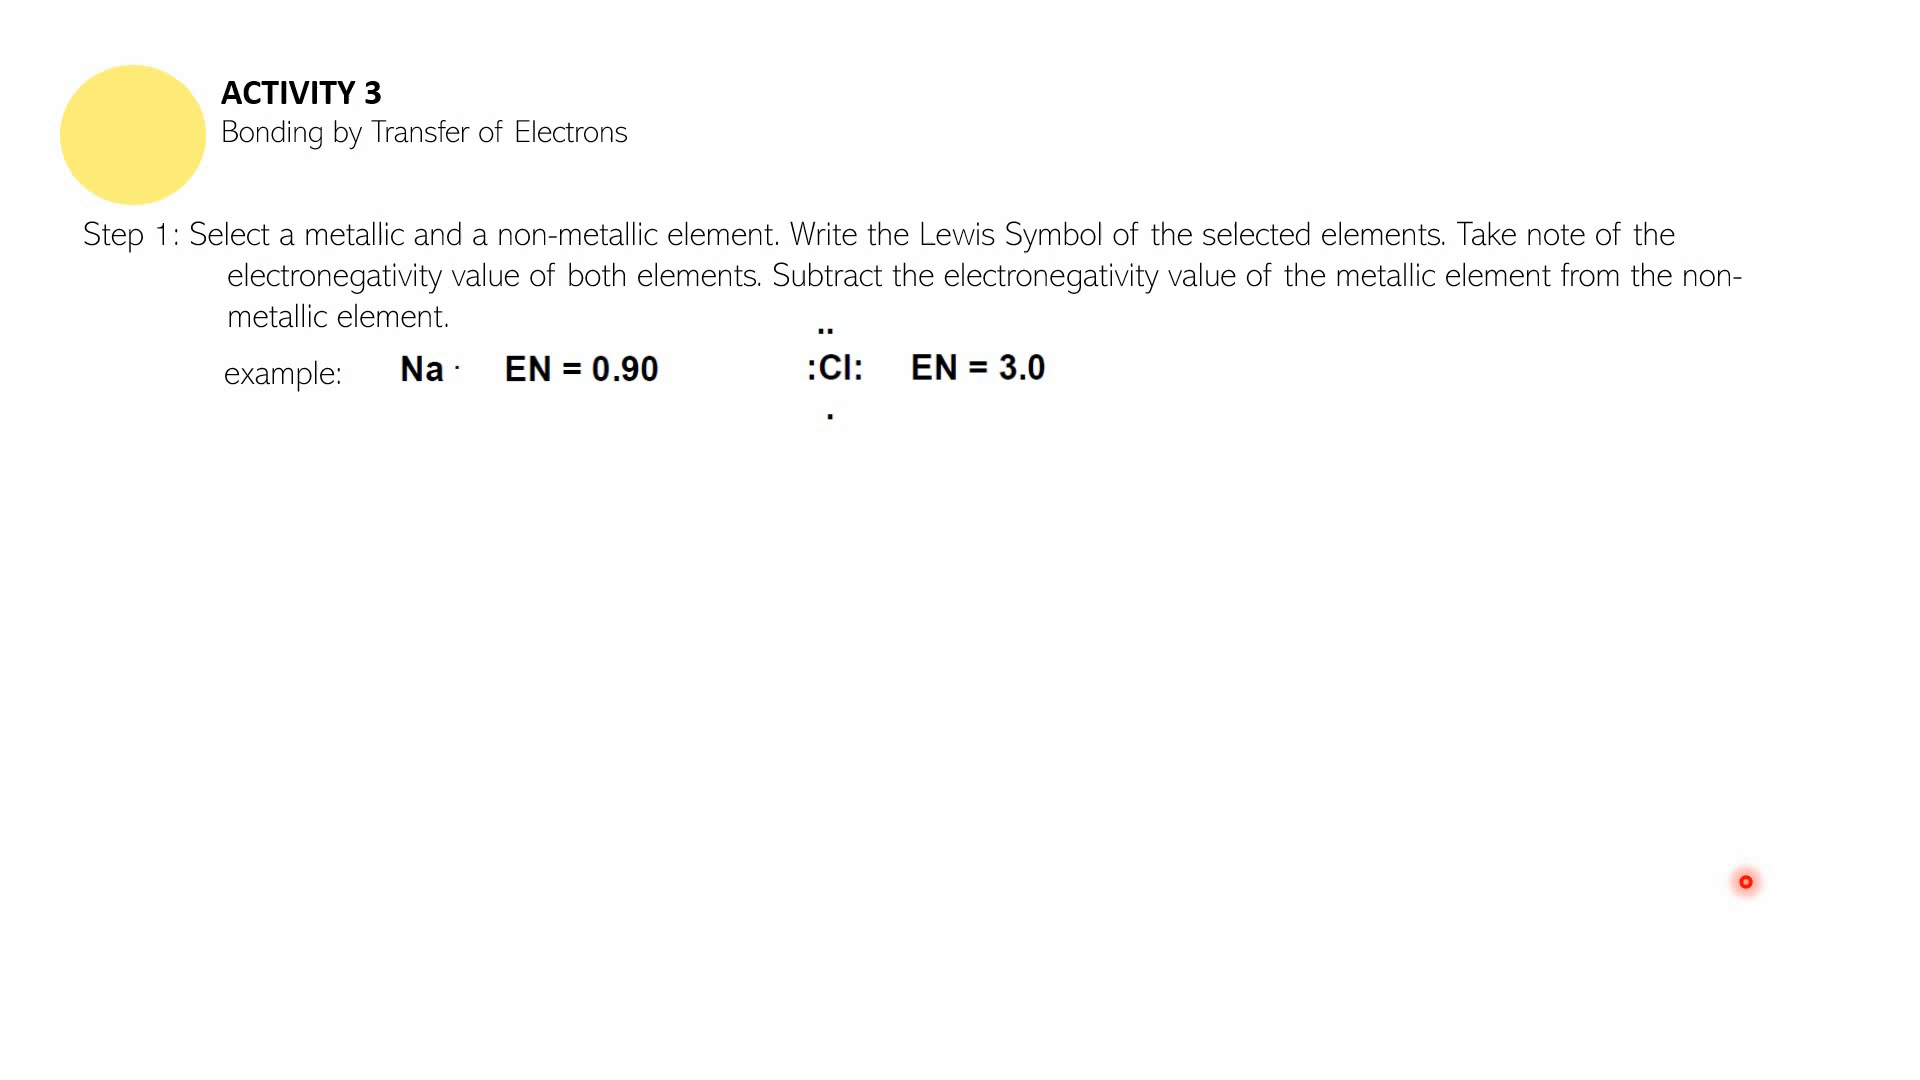 ACTIVITY 3
Bonding by Transfer of Electrons
Step 1: Select a metallic and a non-metallic element. Write the Lewis Symbol of the selected elements. Take note of the
electronegativity value of both elements. Subtract the electronegativity value of the metallic element from the non-
metallic element.
..
example: Na · EN = 0.90 :Cl: EN = 3.0
.